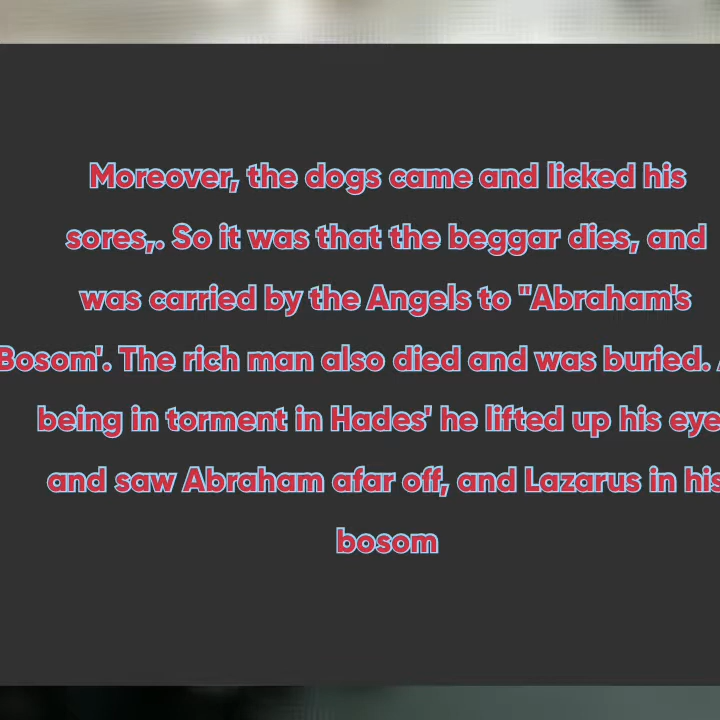 Moreover, the dogs came and licked his
sores,. So it was that the beggar dies, and
was carried by the Angels to "Abraham's
Bosom'. The rich man also died and was buried.
being in torment in Hades' he lifted up his eye
and saw Abraham afar off, and Lazarus in his
bosom